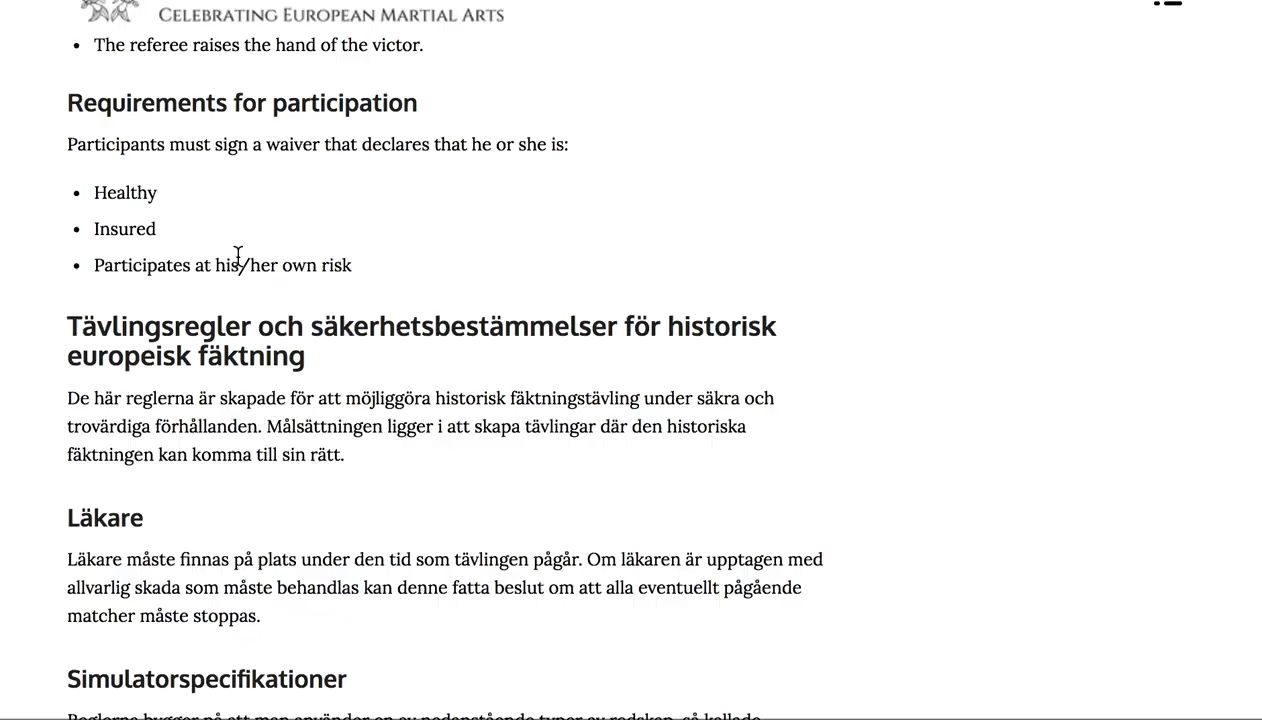 CELEBRATING EUROPEAN MARTIAL ARTS
• The referee raises the hand of the victor.
Requirements for participation
Participants must sign a waiver that declares that he or she is:
• Healthy
• Insured
• Participates at his/her own risk
Tävlingsregler och säkerhetsbestämmelser för historisk
europeisk fäktning
De här reglerna är skapade för att möjliggöra historisk fäktningstävling under säkra och
trovärdiga förhållanden. Målsättningen ligger i att skapa tävlingar där den historiska
fäktningen kan komma till sin rätt.
Läkare
Läkare måste finnas på plats under den tid som tävlingen pågår. Om läkaren är upptagen med
allvarlig skada som måste behandlas kan denne fatta beslut om att alla eventuellt pågående
matcher måste stoppas.
Simulatorspecifikationer